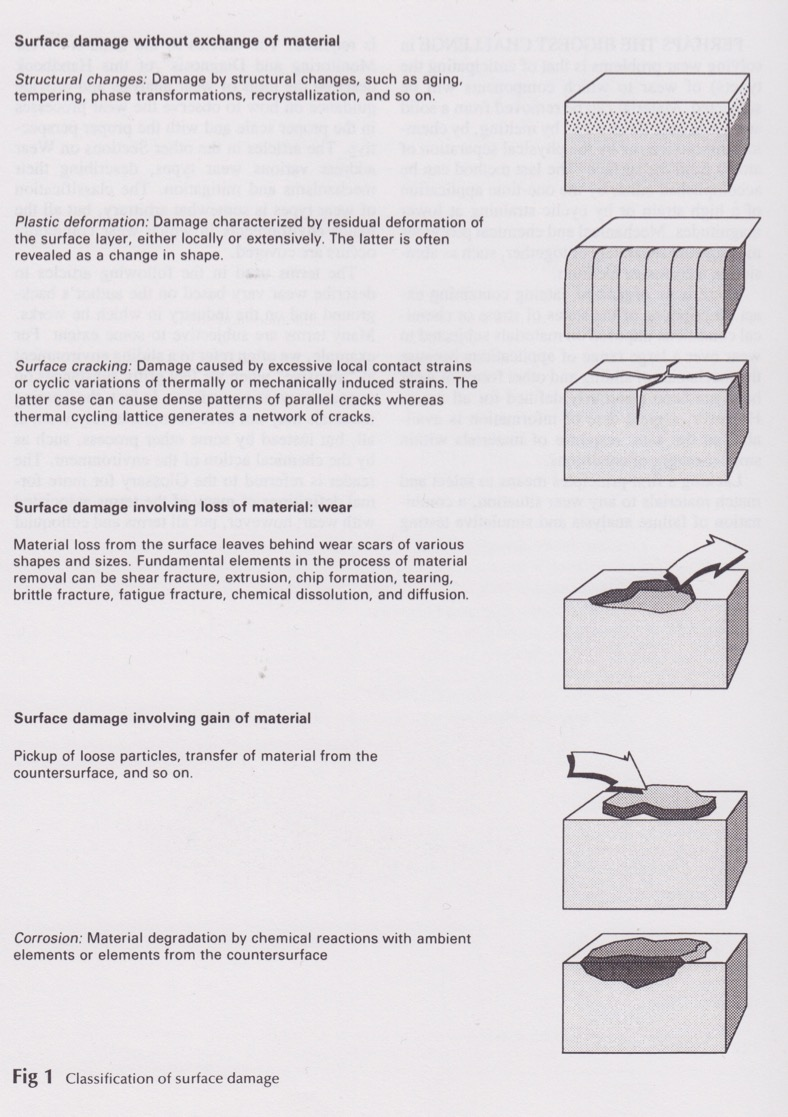 Surface damage without exchange of material
Structural changes: Damage by structural changes, such as aging,
tempering, phase transformations, recrystallization, and so on.
Plastic deformation: Damage characterized by residual deformation of
the surface layer, either locally or extensively. The latter is often
revealed as a change in shape.
Surface cracking: Damage caused by excessive local contact strains
or cyclic variations of thermally or mechanically induced strains. The
latter case can cause dense patterns of parallel cracks whereas
thermal cycling lattice generates a network of cracks.
Surface damage involving loss of material: wear
Material loss from the surface leaves behind wear scars of various
shapes and sizes. Fundamental elements in the process of material
removal can be shear fracture, extrusion, chip formation, tearing,
brittle fracture, fatigue fracture, chemical dissolution, and diffusion.
Surface damage involving gain of material
Pickup of loose particles, transfer of material from the
countersurface, and so on.
Corrosion: Material degradation by chemical reactions with ambient
elements or elements from the countersurface
Fig 1 Classification of surface damage